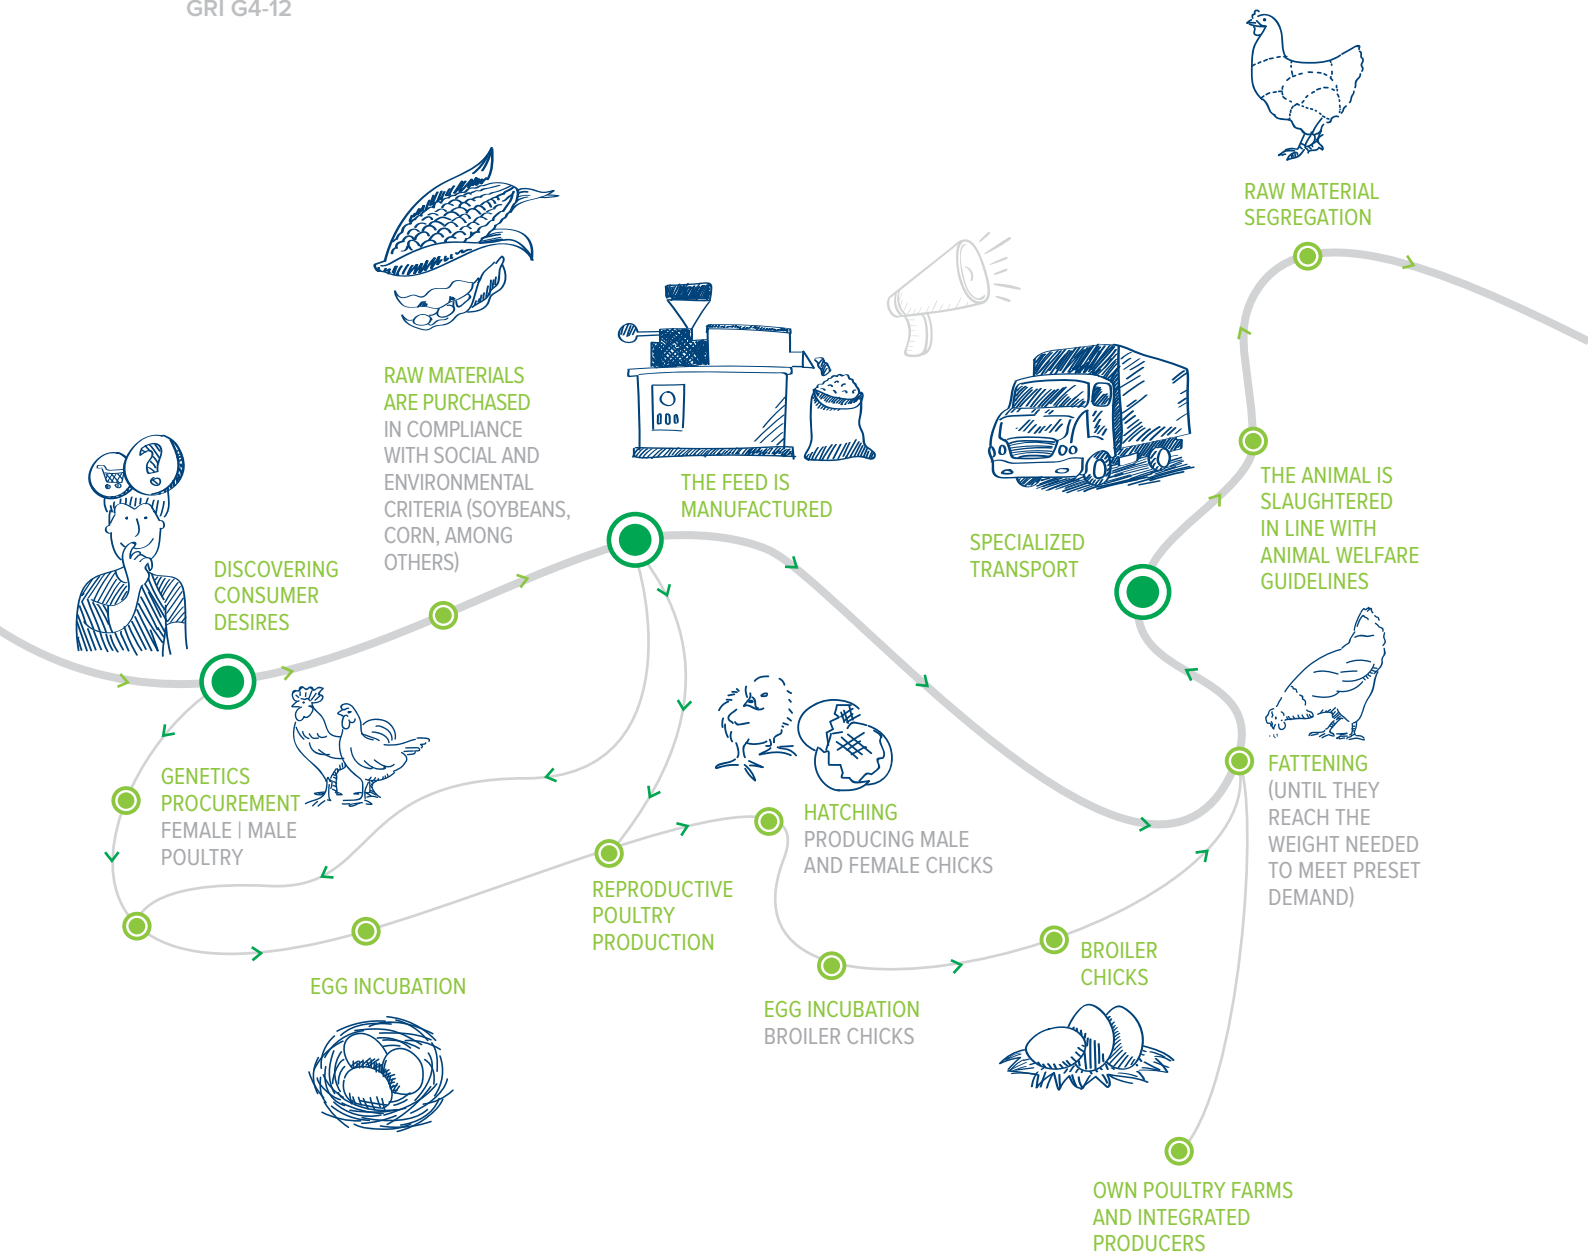 GRI G4-12
RAW MATERIAL
SEGREGATION
RAW MATERIALS
ARE PURCHASED
IN COMPLIANCE
WITH SOCIAL AND
ENVIRONMENTAL
CRITERIA (SOYBEANS,
CORN, AMONG
OTHERS)
THE FEED IS
MANUFACTURED
SPECIALIZED
TRANSPORT
THE ANIMAL IS
SLAUGHTERED
IN LINE WITH
ANIMAL WELFARE
GUIDELINES
?
DISCOVERING
CONSUMER
DESIRES
GENETICS
PROCUREMENT
FEMALE | MALE
POULTRY
HATCHING
PRODUCING MALE
AND FEMALE CHICKS
FATTENING
(UNTIL THEY
REACH THE
WEIGHT NEEDED
TO MEET PRESET
DEMAND)
REPRODUCTIVE
POULTRY
PRODUCTION
EGG INCUBATION
EGG INCUBATION
BROILER CHICKS
BROILER
CHICKS
OWN POULTRY FARMS
AND INTEGRATED
PRODUCERS